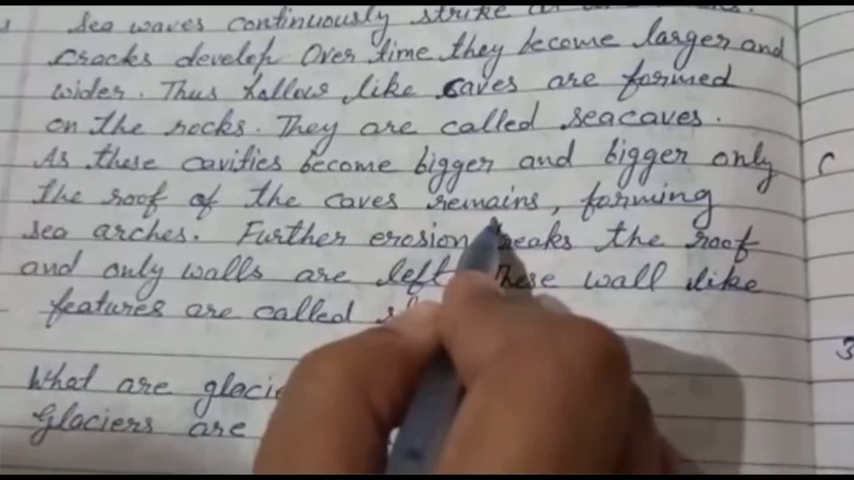 Sea waves continuously strike
Cracks develop Over time they become larger and
wider. Thus hollow like caves are formed
on the rocks. They are called seacaves.
As these cavities become bigger and bigger only
C
the roof of the caves remains, forming
sea arches. Further erosion reaks the roof
and only walls are left These wall like
features are called
3
What are glacie
Glaciers are